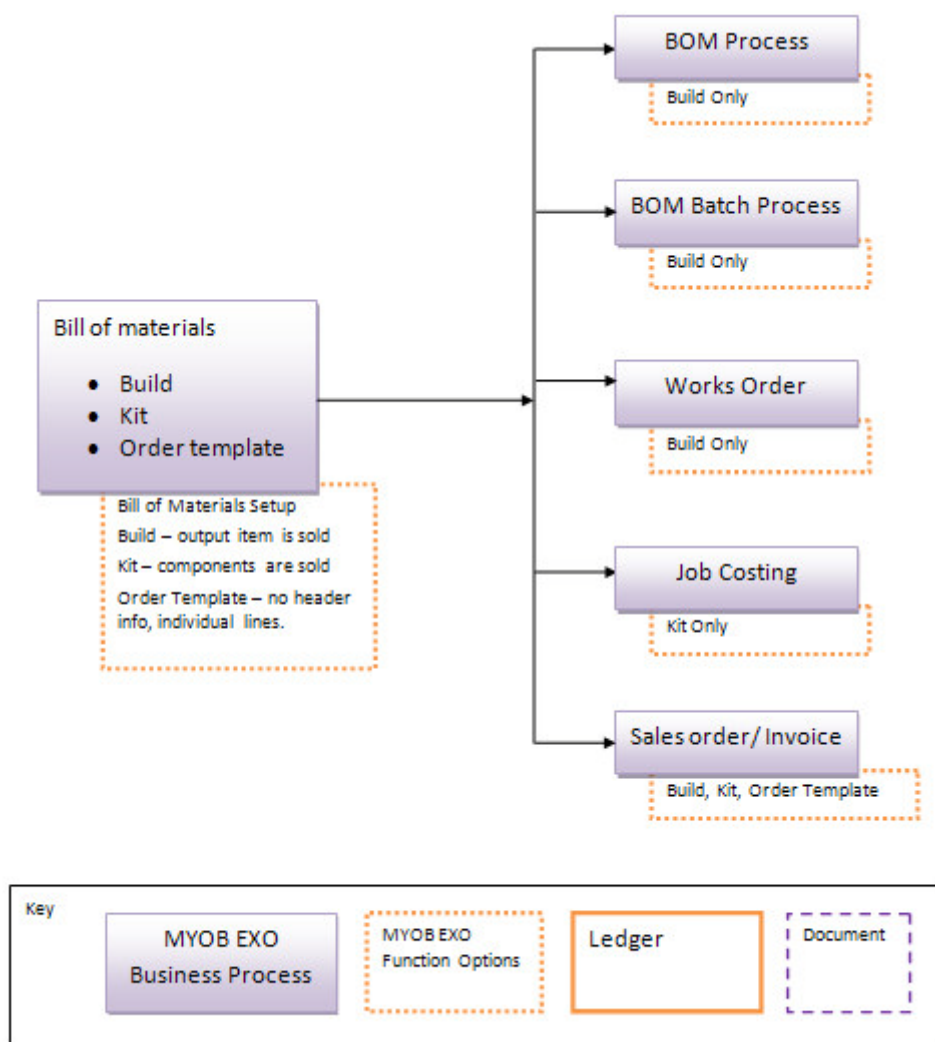 BOM Process
Build Only
BOM Batch Process
Build Only
Bill of materials
• Build
• Kit
• Order template
Bill of Materials Setup
Build – output item is sold
Kit – components are sold
Order Template – no header
info, individual lines.
Works Order
Build Only
Job Costing
Kit Only
Sales order/ Invoice
Build, Kit, Order Template
Key
MYOB EXO
Business Process
MYOB EXO
Function Options
Ledger
Document